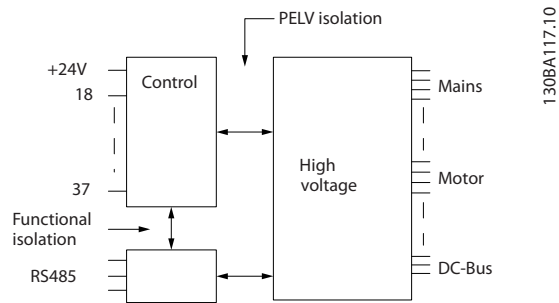 PELV isolation
+24V
Control
Mains
18
High
voltage
Motor
37
Functional
isolation
RS485
DC-Bus
130BA117.10